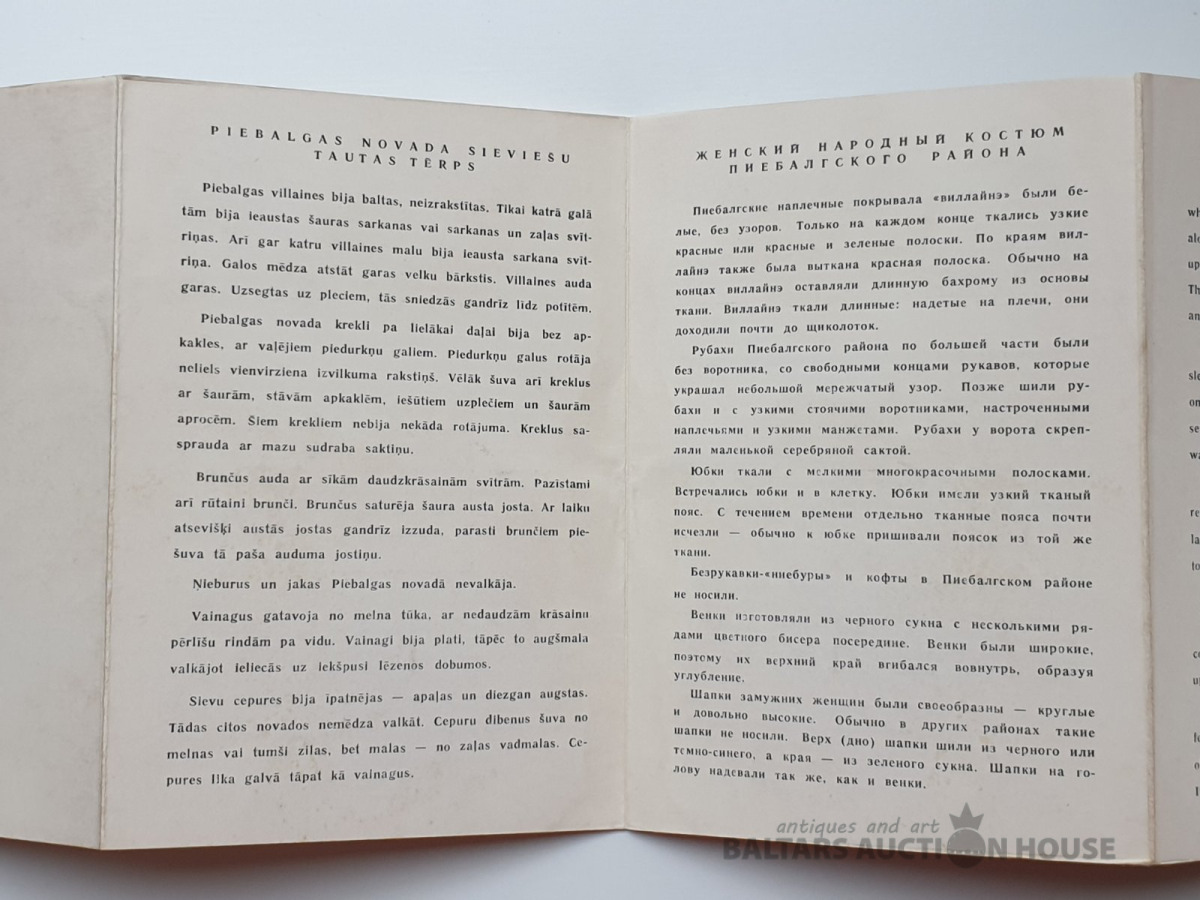 PIEBALGAS NOVADA SIEVIEŠU
TAUTAS TĒRPS
Piebalgas villaines bija baltas, neizrakstītas. Tikai katrā galā
tām bija ieaustas šauras sarkanas vai sarkanas un zaļas svīt-
riņas. Arī gar katru villaines malu bija ieausta sarkana svīt-
riņa. Galos mēdza atstāt garas velku bārkstis. Villaines auda
garas. Uzsegtas uz pleciem, tās sniedzās gandrīz līdz potītēm.
Piebalgas novada krekli pa lielākai daļai bija bez ap-
kakles, ar vaļējiem piedurkņu galiem. Piedurkņu galus rotāja
neliels vienvirziena izvilkuma rakstiņš. Vēlāk šuva arī kreklus
ar šaurām, stāvām apkaklēm, iešūtiem uzplečiem un šaurām
aprocēm. Šiem krekliem nebija nekāda rotājuma. Kreklus sa-
sprauda ar mazu sudraba saktiņu.
Brunčus auda ar sīkām daudzkrāsainām svītrām. Pazīstami
arī rūtaini brunči. Brunčus saturēja šaura austa josta. Ar laiku
atsevišķi austās jostas gandrīz izzuda, parasti brunčiem pie-
šuva tā paša auduma jostiņu.
Ņieburus un jakas Piebalgas novadā nevalkāja.
Vainagus gatavoja no melna tūka, ar nedaudzām krāsainu
pērlīšu rindām pa vidu. Vainagi bija plati, tāpēc to augšmala
valkājot ieliecās uz iekšpusi lēzenos dobumos.
Sievu cepures bija īpatnējas — apaļas un diezgan augstas.
Tādas citos novados nemēdza valkāt. Cepuru dibenus šuva no
melnas vai tumši zilas, bet malas — no zaļas vadmalas. Ce-
pures lika galvā tāpat kā vainagus.
ЖЕНСКИЙ НАРОДНЫЙ КОСТЮМ
ПИЕБАЛГСКОГО РАЙОНА
Пиебалгские наплечные покрывала «виллайнэ» были бе-
лые, без узоров. Только на каждом конце ткались узкие
красные или красные и зеленые полоски. По краям вил-
лайнэ также была выткана красная полоска. Обычно на
концах виллайнэ оставляли длинную бахрому из основы
ткани. Виллайнэ ткали длинные: надетые на плечи, они
доходили почти до щиколоток.
Рубахи Пиебалгского района по большей части были
без воротника, со свободными концами рукавов, которые
украшал небольшой мережчатый узор. Позже шили ру-
бахи и с узкими стоячими воротниками, настроченными
наплечьями и узкими манжетами. Рубахи у ворота скреп-
ляли маленькой серебряной сактой.
Юбки ткали с мелкими многокрасочными полосками.
Встречались юбки и в клетку. Юбки имели узкий тканый
пояс. С течением времени отдельно тканные пояса почти
исчезли — обычно к юбке пришивали поясок из той же
ткани.
Безрукавки-«ниебуры» и кофты в Пиебалгском районе
не носили.
Венки изготовляли из черного сукна с несколькими ря-
дами цветного бисера посередине. Венки были широкие,
поэтому их верхний край вгибался вовнутрь, образуя
углубление.
Шапки замужних женщин были своеобразны — круглые
и довольно высокие. Обычно в других районах такие
шапки не носили. Верх (дно) шапки шили из черного или
темно-синего, а края — из зеленого сукна. Шапки на го-
лову надевали так же, как и венки.
antiques and art
BALTARS AUCTION HOUSE